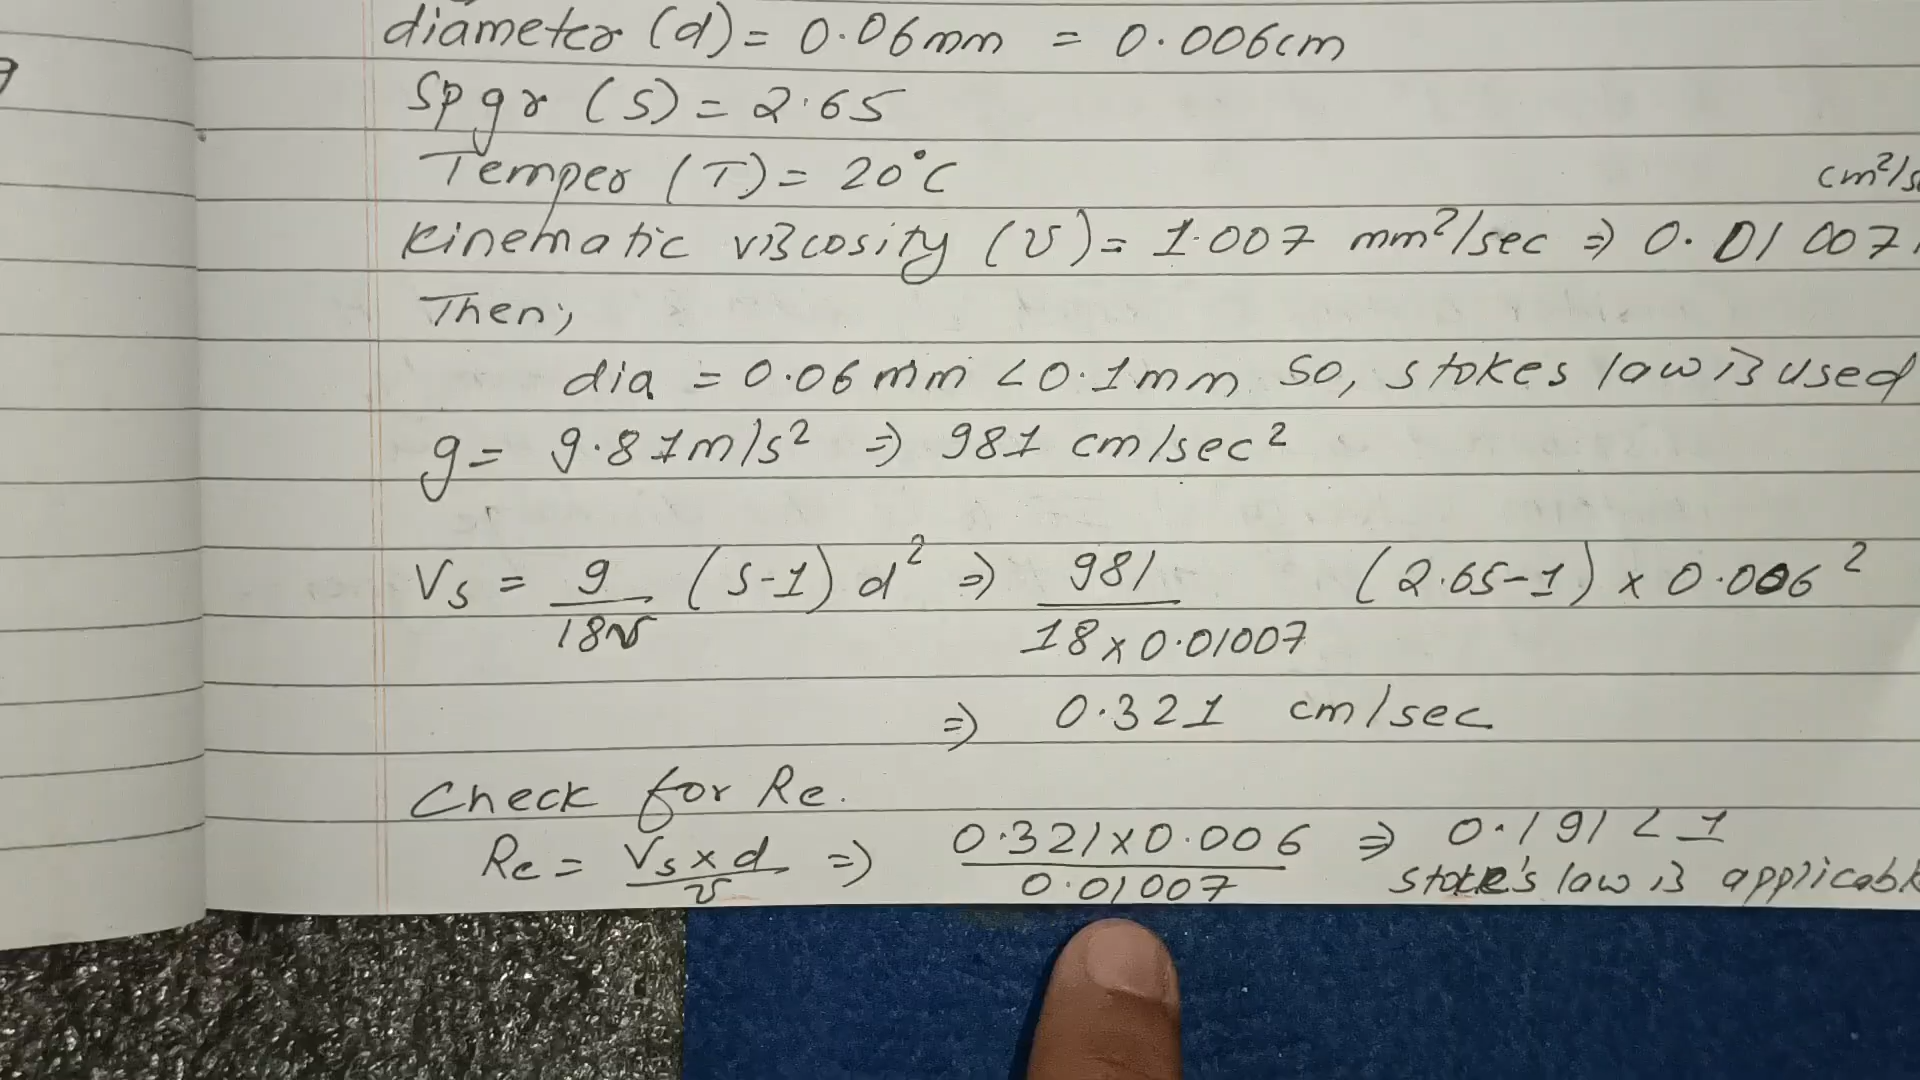 diameter (d) = 0.06mm = 0.006cm
Sp gr (S) = 2.65
Temper (T) = 20°C
cm²/s
Kinematic viscosity (υ) = 1.007 mm²/sec ⇒ 0.01007
Then;
dia = 0.06 mm < 0.1mm So, stokes law is used
g = 9.81m/s² ⇒ 981 cm/sec²
Vs = g/18υ (S-1) d² ⇒ 981/18×0.01007 (2.65-1) × 0.006²
⇒ 0.321 cm/sec
Check for Re.
Re = Vs×d/υ ⇒ 0.321×0.006/0.01007 ⇒ 0.191 < 1
stoke's law is applicab